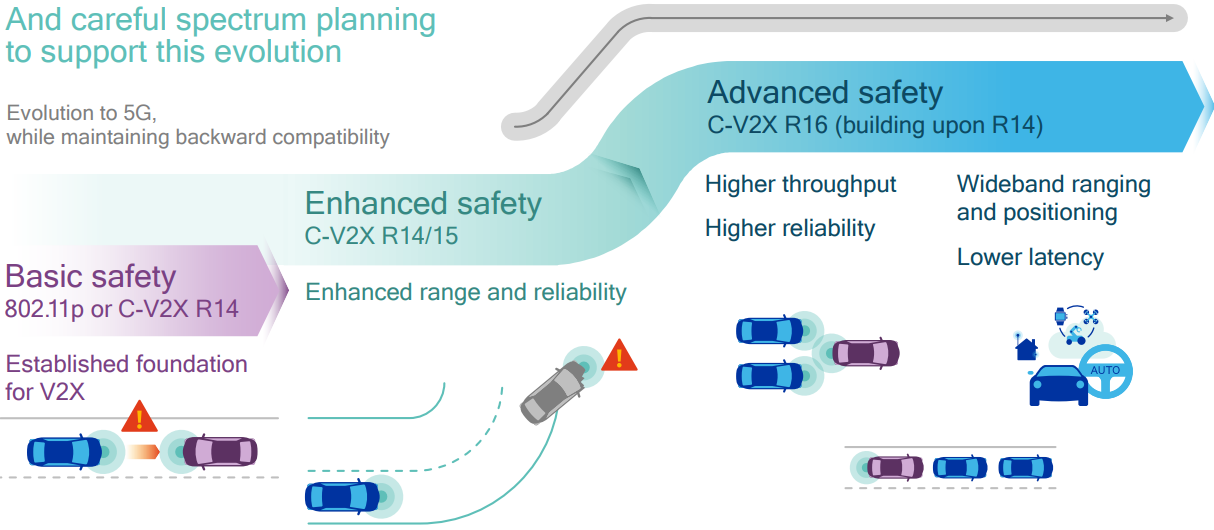 And careful spectrum planning
to support this evolution
Evolution to 5G,
while maintaining backward compatibility
Basic safety
802.11p or C-V2X R14
Established foundation
for V2X
!
Enhanced safety
C-V2X R14/15
Enhanced range and reliability
!
Advanced safety
C-V2X R16 (building upon R14)
Higher throughput
Higher reliability
Wideband ranging
and positioning
Lower latency
AUTO